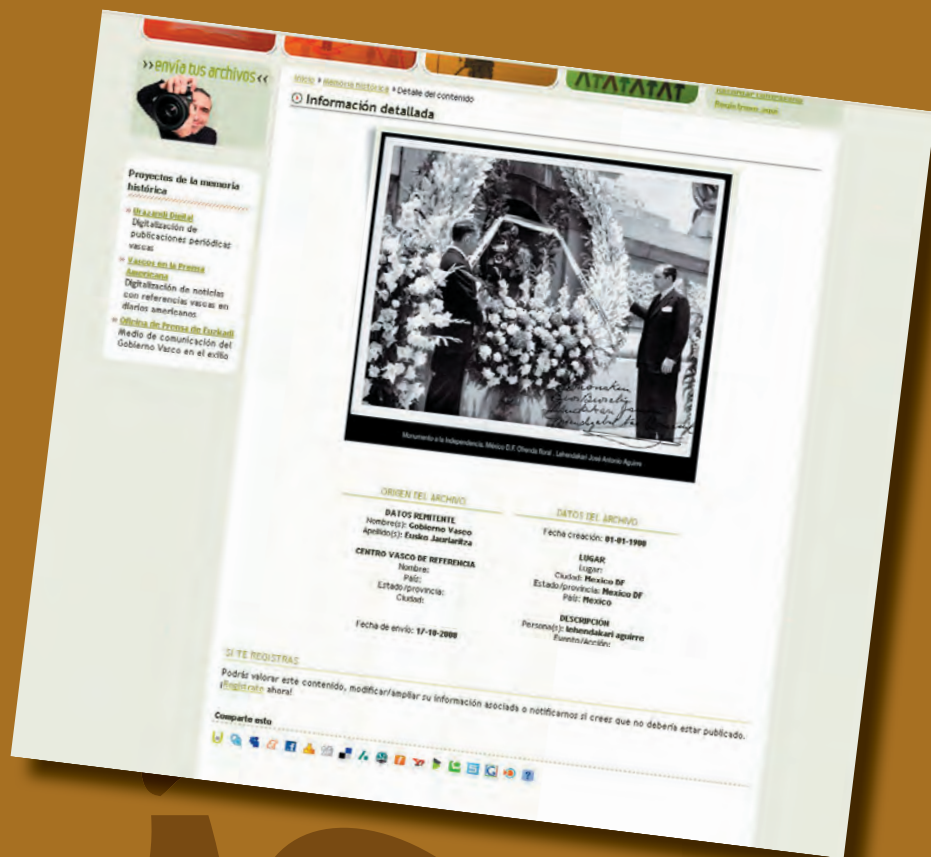 >> envía tus archivos <<
Inicio Memoria histórica Detalle del contenido
Información detallada
Proyectos de la memoria
histórica
Urazandi Digital
Digitalización de
publicaciones periódicas
vascas
Vascos en la Prensa
Americana
Digitalización de noticias
con referencias vascas en
diarios americanos
Oficina de Prensa de Euzkadi
Medio de comunicación del
Gobierno Vasco en el exilio
Monumento a la Independencia. México D.F. Ofrenda floral . Lehendakari José Antonio Aguirre
ORIGEN DEL ARCHIVO
DATOS REMITENTE
Nombre(s): Gobierno Vasco
Apellido(s): Eusko Jaurlaritza
CENTRO VASCO DE REFERENCIA
Nombre:
País:
Estado/provincia:
Ciudad:
Fecha de envío: 17-10-2008
DATOS DEL ARCHIVO
Fecha creación: 01-01-1900
LUGAR
Lugar:
Ciudad: Mexico DF
Estado/provincia: Mexico DF
País: Mexico
DESCRIPCIÓN
Persona(s): lehendakari aguirre
Evento/Acción:
SI TE REGISTRAS
Podrás valorar este contenido, modificar/ampliar su información asociada o notificarnos si crees que no debería estar publicado.
¡Regístrate ahora!
Comparte esto